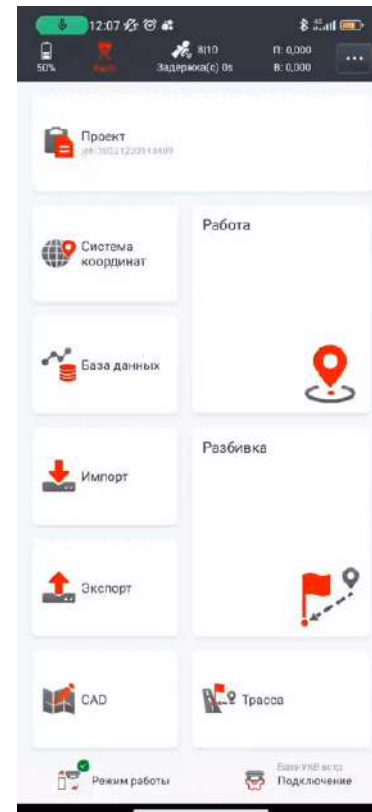 12:07
8|10
П: 0,000
50%
Задержка(с) 0s
В: 0,000
Проект
Работа
Система
координат
База данных
Разбивка
Импорт
Экспорт
CAD
Трасса
Режим работы
Подключение